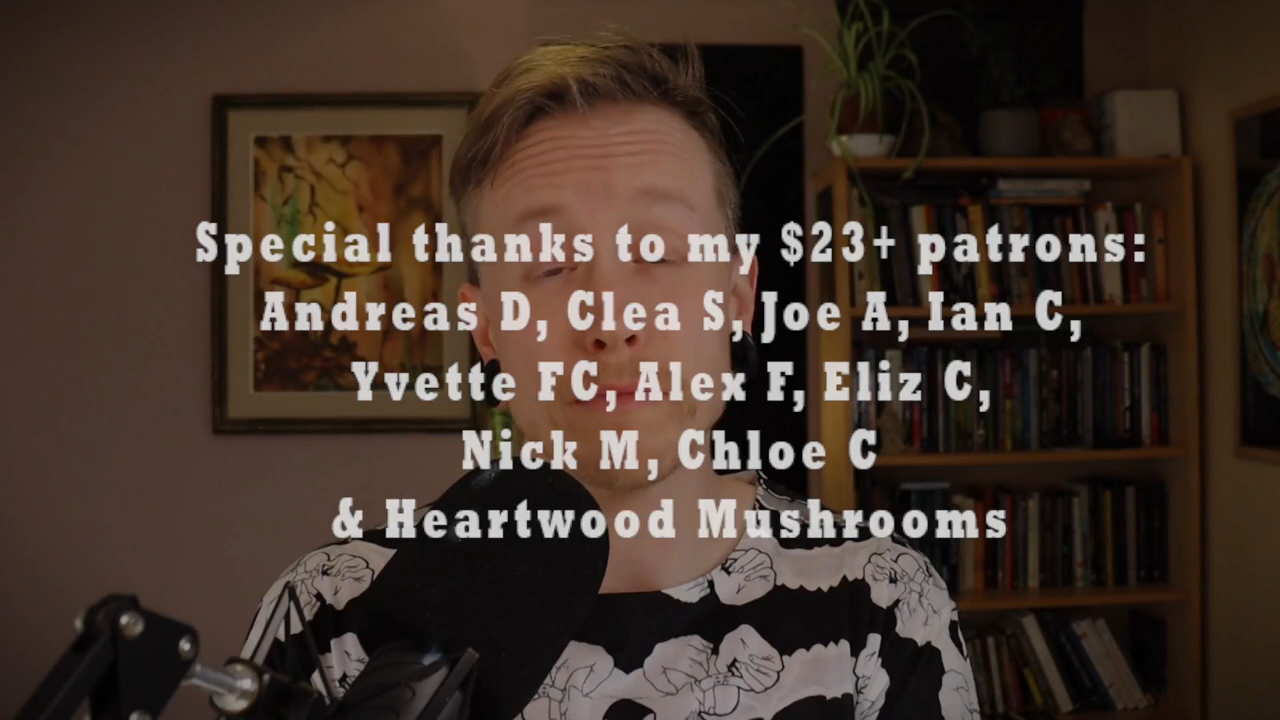 Special thanks to my $23+ patrons:
Andreas D, Clea S, Joe A, Ian C,
Yvette FC, Alex F, Eliz C,
Nick M, Chloe C
& Heartwood Mushrooms